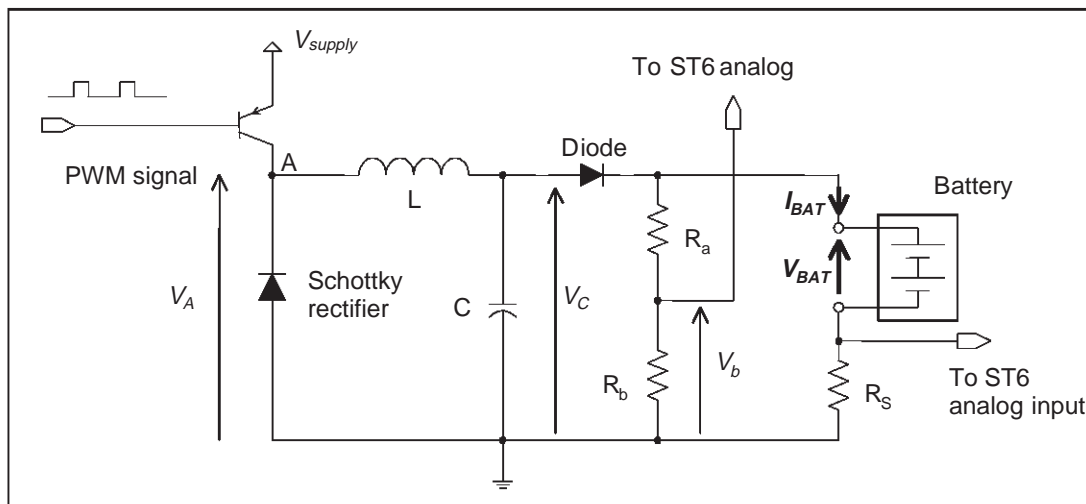 V_supply
To ST6 analog
PWM signal
A
L
Diode
I_BAT
Battery
R_a
V_A
Schottky
rectifier
C
V_C
V_BAT
R_b
V_b
R_S
To ST6
analog input